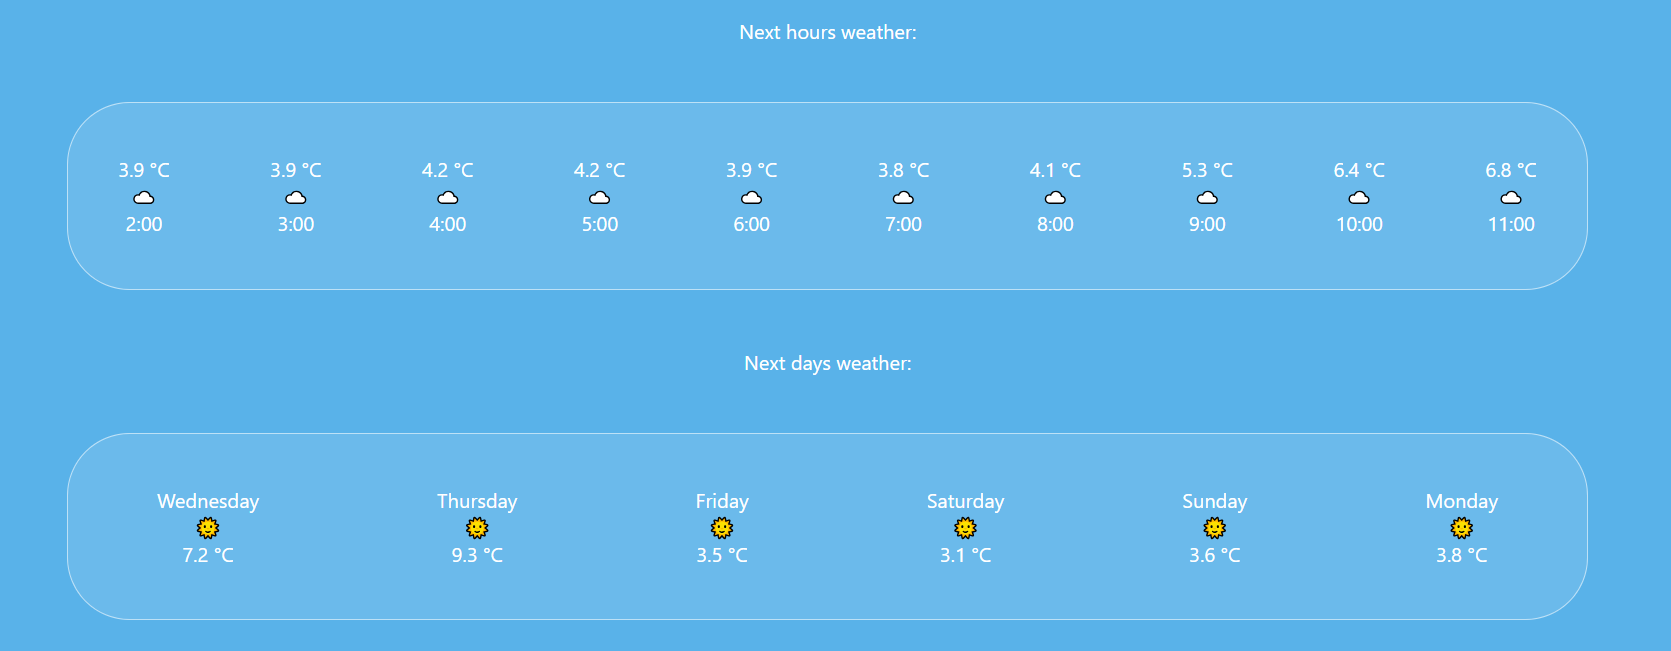 Next hours weather:
3.9 °C 3.9 °C 4.2 °C 4.2 °C 3.9 °C 3.8 °C 4.1 °C 5.3 °C 6.4 °C 6.8 °C
2:00 3:00 4:00 5:00 6:00 7:00 8:00 9:00 10:00 11:00
Next days weather:
Wednesday Thursday Friday Saturday Sunday Monday
7.2 °C 9.3 °C 3.5 °C 3.1 °C 3.6 °C 3.8 °C